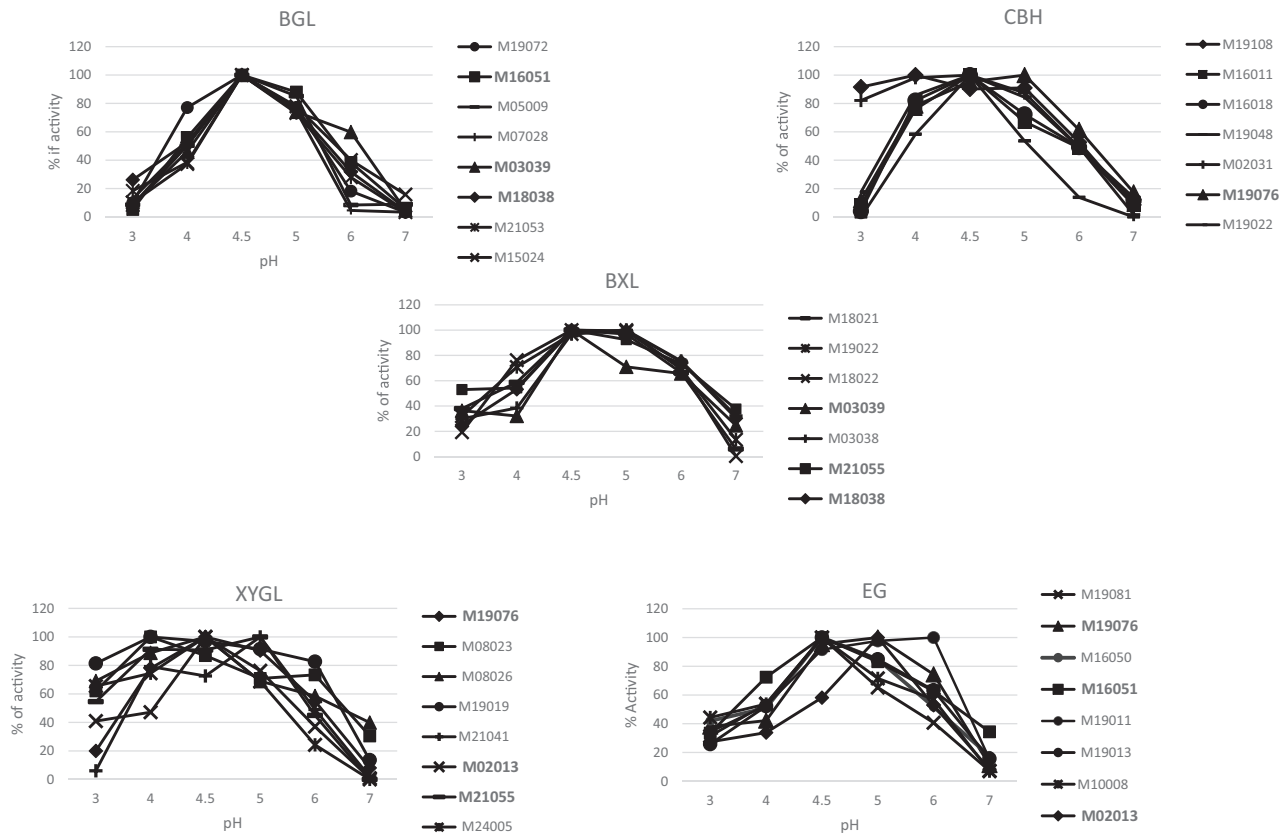 BGL
120
100
80
60
40
20
0
% if activity
3 4 4.5 5 6 7
pH
M19072
M16051
M05009
M07028
M03039
M18038
M21053
M15024
CBH
120
100
80
60
40
20
0
% of activity
3 4 4.5 5 6 7
M19108
M16011
M16018
M19048
M02031
M19076
M19022
BXL
120
100
80
60
40
20
0
% of activity
3 4 4.5 5 6 7
pH
M18021
M19022
M18022
M03039
M03038
M21055
M18038
XYGL
120
100
80
60
40
20
0
% of activity
3 4 4.5 5 6 7
pH
M19076
M08023
M08026
M19019
M21041
M02013
M21055
M24005
EG
120
100
80
60
40
20
0
% Activity
3 4 4.5 5 6 7
pH
M19081
M19076
M16050
M16051
M19011
M19013
M10008
M02013